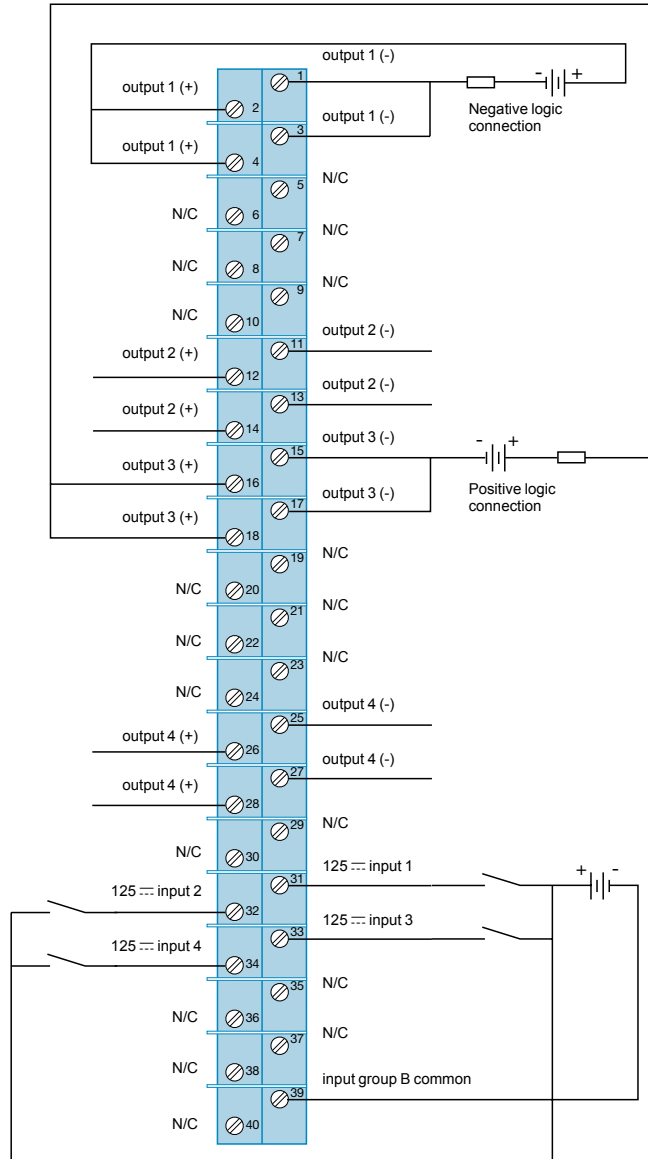 output 1 (-)
1
- +
output 1 (+)
2
Negative logic
connection
output 1 (-)
3
output 1 (+)
4
N/C
5
N/C
6
N/C
7
N/C
8
N/C
9
N/C
10
output 2 (-)
11
output 2 (+)
12
output 2 (-)
13
output 2 (+)
14
output 3 (-)
15
- +
output 3 (+)
16
Positive logic
connection
output 3 (-)
17
output 3 (+)
18
N/C
19
N/C
20
N/C
21
N/C
22
N/C
23
N/C
24
output 4 (-)
25
output 4 (+)
26
output 4 (-)
27
output 4 (+)
28
N/C
29
N/C
30
125 ⎓ input 1
31
+ -
125 ⎓ input 2
32
125 ⎓ input 3
33
125 ⎓ input 4
34
N/C
35
N/C
36
N/C
37
N/C
38
input group B common
39
N/C
40